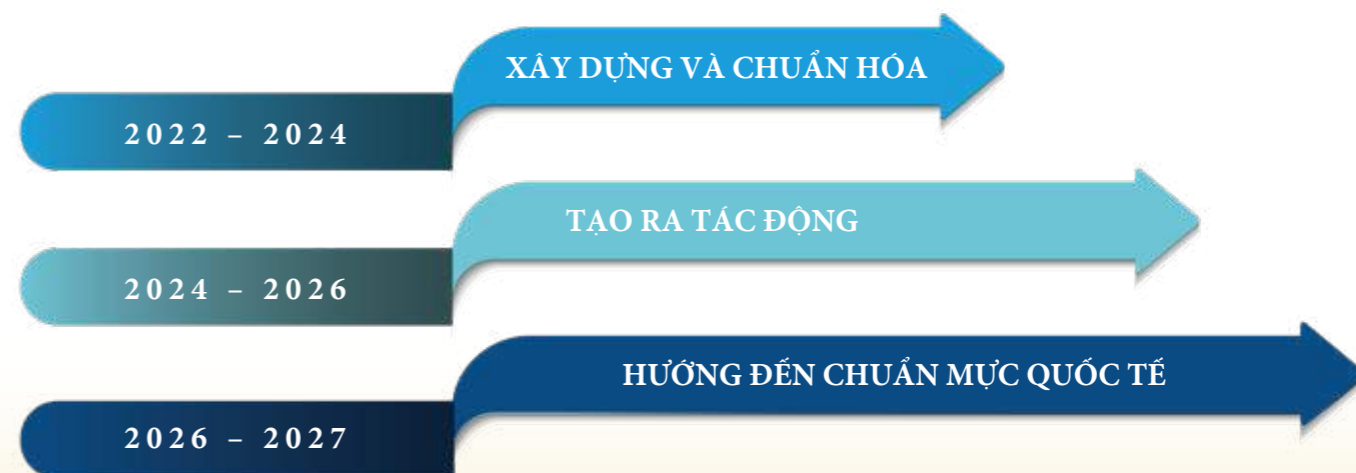 XÂY DỰNG VÀ CHUẨN HÓA
2022 – 2024
TẠO RA TÁC ĐỘNG
2024 – 2026
HƯỚNG ĐẾN CHUẨN MỰC QUỐC TẾ
2026 – 2027